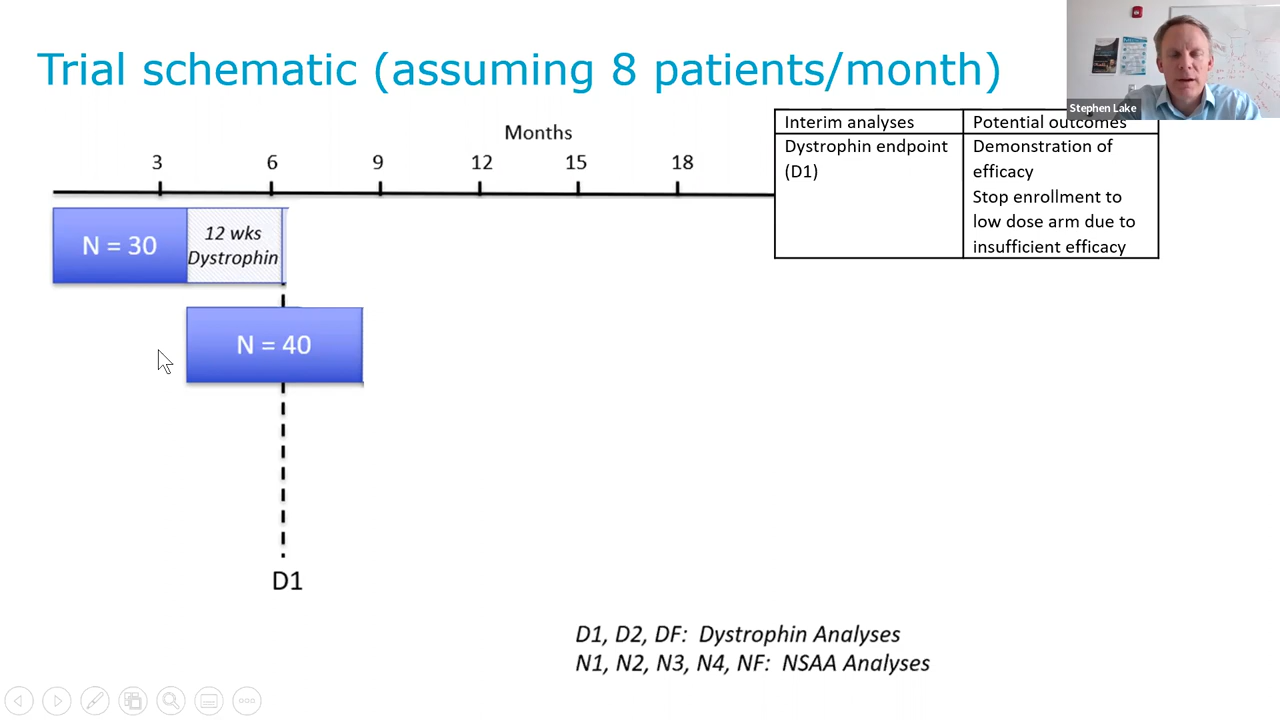 Trial schematic (assuming 8 patients/month)
Stephen Lake
Months
3 6 9 12 15 18
Interim analyses
Potential outcomes
Dystrophin endpoint
(D1)
Demonstration of
efficacy
Stop enrollment to
low dose arm due to
insufficient efficacy
N = 30
12 wks
Dystrophin
N = 40
D1
D1, D2, DF: Dystrophin Analyses
N1, N2, N3, N4, NF: NSAA Analyses